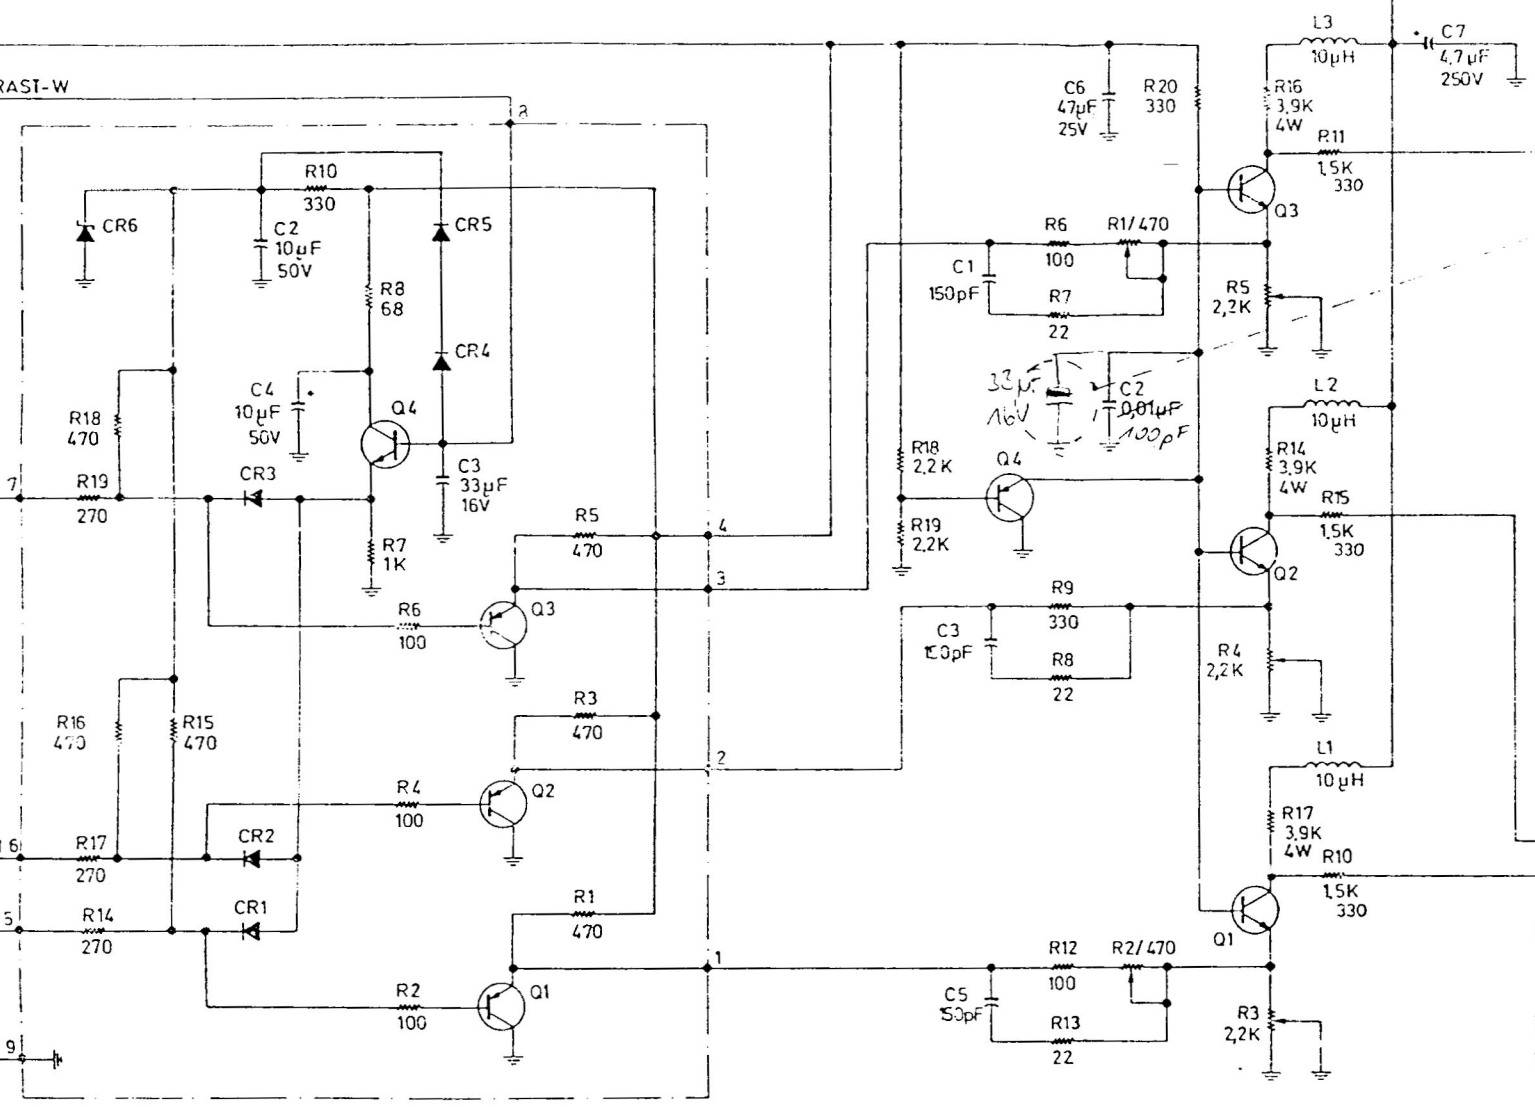 RAST-W
8
R10
330
CR6
C2
10µF
50V
CR5
R8
68
CR4
C4
10µF
50V
Q4
R18
470
7
R19
270
CR3
C3
33µF
16V
R7
1K
R5
470
4
3
R6
100
Q3
R3
470
2
R16
470
R15
470
R4
100
Q2
6
R17
270
CR2
R1
470
5
R14
270
CR1
1
R2
100
Q1
9
C6
47µF
25V
R20
330
L3
10µH
C7
4,7µF
250V
R16
3,9K
4W
R11
1,5K
330
Q3
R6
100
R1/470
C1
150pF
R7
22
R5
2,2K
33µ
16V
C2
0,01µF
100pF
L2
10µH
R18
2,2K
Q4
R14
3,9K
4W
R15
1,5K
330
R19
2,2K
Q2
R9
330
C3
R8
22
R4
2,2K
L1
10µH
R17
3,9K
4W
R10
1,5K
330
Q1
R12
100
R2/470
C5
150pF
R13
22
R3
2,2K